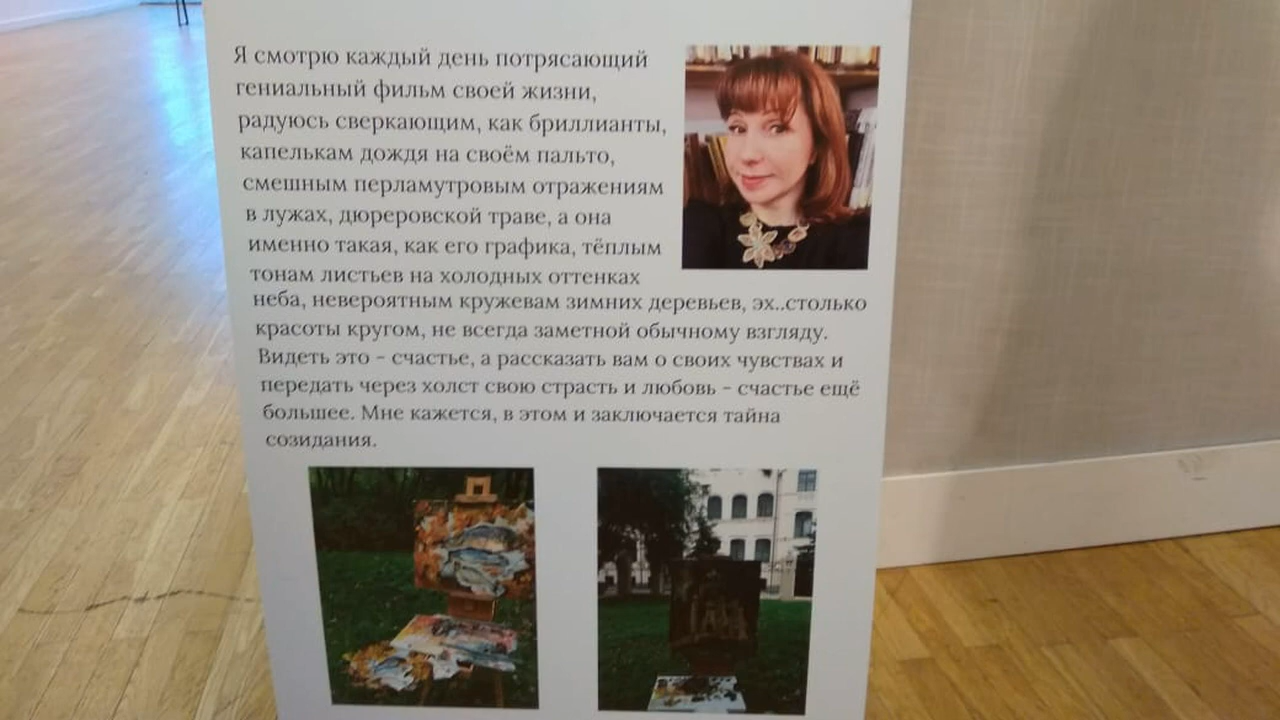 Я смотрю каждый день потрясающий
гениальный фильм своей жизни,
радуюсь сверкающим, как бриллианты,
капелькам дождя на своём пальто,
смешным перламутровым отражениям
в лужах, дюреровской траве, а она
именно такая, как его графика, тёплым
тонам листьев на холодных оттенках
неба, невероятным кружевам зимних деревьев, эх..столько
красоты кругом, не всегда заметной обычному взгляду.
Видеть это - счастье, а рассказать вам о своих чувствах и
передать через холст свою страсть и любовь - счастье ещё
большее. Мне кажется, в этом и заключается тайна
созидания.